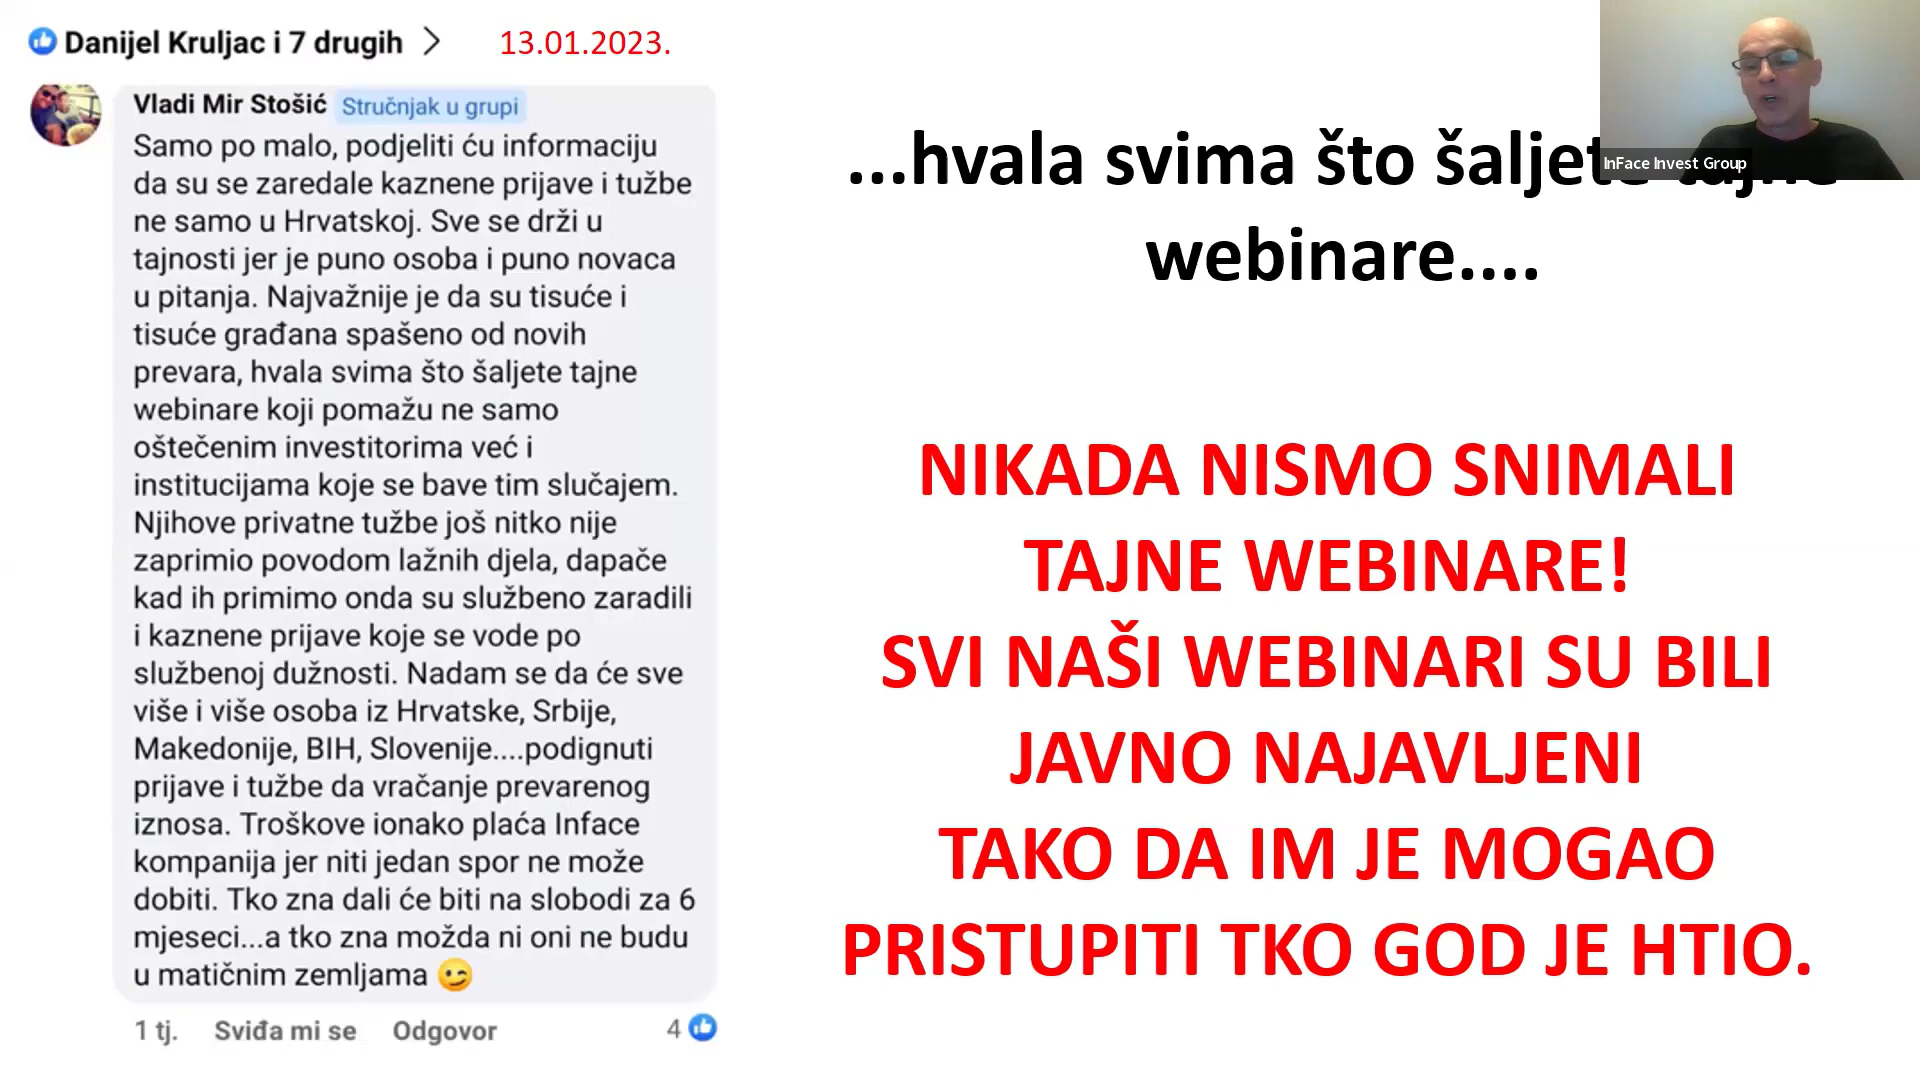 Danijel Kruljac i 7 drugih
13.01.2023.
Vladi Mir Stošić Stručnjak u grupi
Samo po malo, podjeliti ću informaciju
da su se zaredale kaznene prijave i tužbe
ne samo u Hrvatskoj. Sve se drži u
tajnosti jer je puno osoba i puno novaca
u pitanja. Najvažnije je da su tisuće i
tisuće građana spašeno od novih
prevara, hvala svima što šaljete tajne
webinare koji pomažu ne samo
oštečenim investitorima već i
institucijama koje se bave tim slučajem.
Njihove privatne tužbe još nitko nije
zaprimio povodom lažnih djela, dapače
kad ih primimo onda su službeno zaradili
i kaznene prijave koje se vode po
službenoj dužnosti. Nadam se da će sve
više i više osoba iz Hrvatske, Srbije,
Makedonije, BIH, Slovenije....podignuti
prijave i tužbe da vračanje prevarenog
iznosa. Troškove ionako plaća Inface
kompanija jer niti jedan spor ne može
dobiti. Tko zna dali će biti na slobodi za 6
mjeseci...a tko zna možda ni oni ne budu
u matičnim zemljama 😉
1 tj. Sviđa mi se Odgovor 4
...hvala svima što šaljete
webinare....
NIKADA NISMO SNIMALI
TAJNE WEBINARE!
SVI NAŠI WEBINARI SU BILI
JAVNO NAJAVLJENI
TAKO DA IM JE MOGAO
PRISTUPITI TKO GOD JE HTIO.
InFace Invest Group